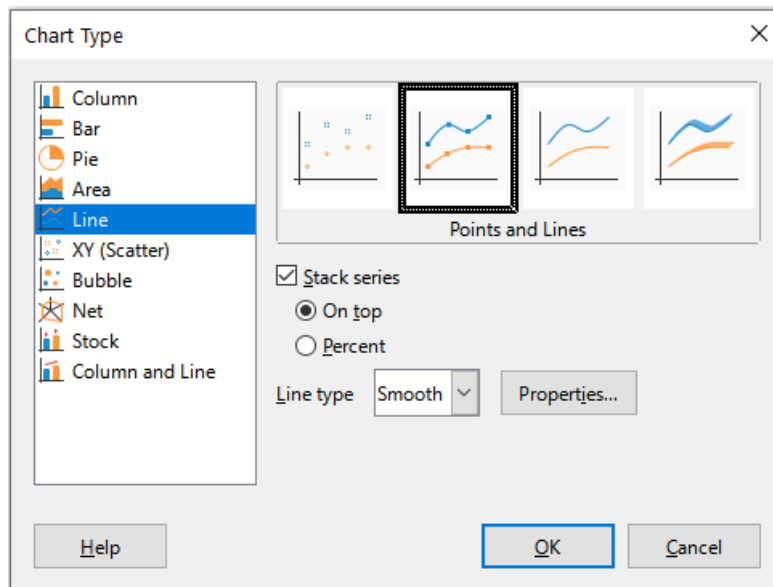 Chart Type
Column
Bar
Pie
Area
Line
XY (Scatter)
Bubble
Net
Stock
Column and Line
Points and Lines
Stack series
On top
Percent
Line type
Smooth
Properties...
Help
OK
Cancel